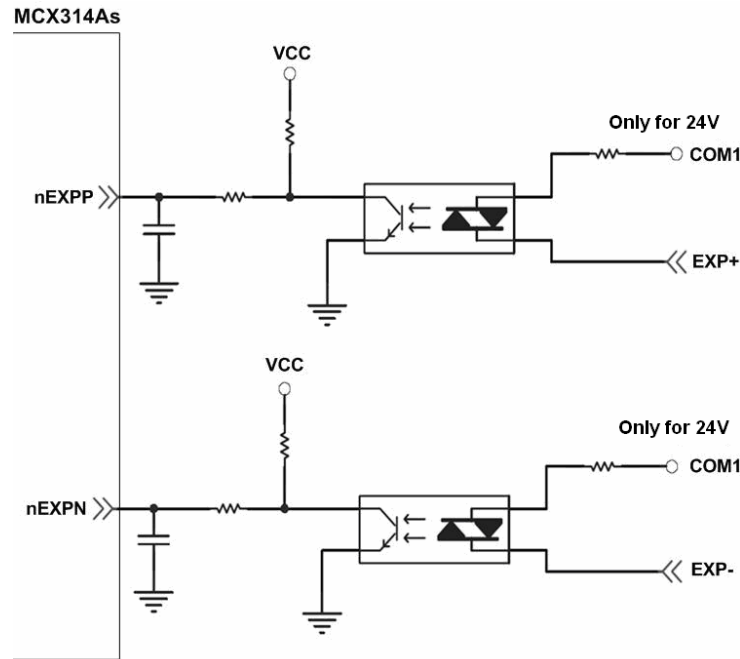 MCX314As
VCC
Only for 24V
COM1
nEXPP
EXP+
VCC
Only for 24V
COM1
nEXPN
EXP-